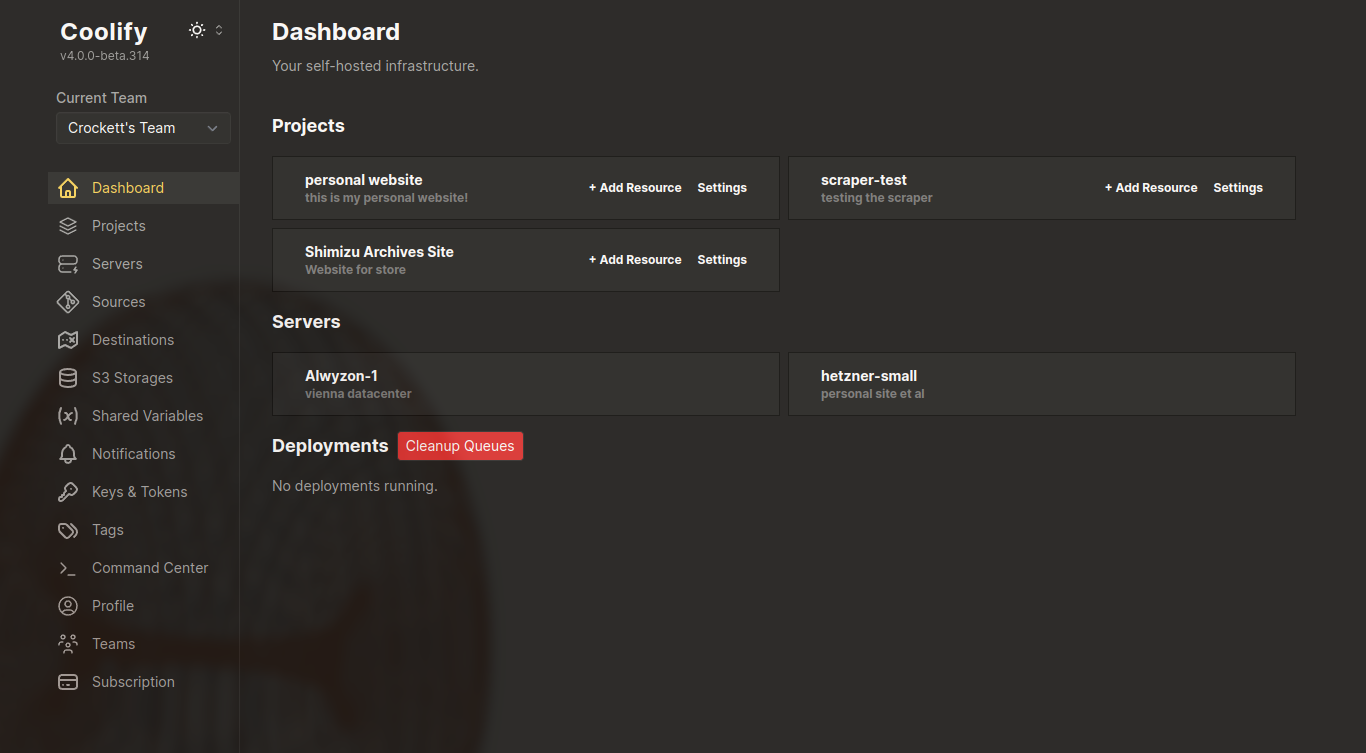 Coolify
v4.0.0-beta.314
Current Team
Crockett's Team
Dashboard
Projects
Servers
Sources
Destinations
S3 Storages
Shared Variables
Notifications
Keys & Tokens
Tags
Command Center
Profile
Teams
Subscription
Dashboard
Your self-hosted infrastructure.
Projects
personal website
this is my personal website!
+ Add Resource Settings
scraper-test
testing the scraper
+ Add Resource Settings
Shimizu Archives Site
Website for store
+ Add Resource Settings
Servers
Alwyzon-1
vienna datacenter
hetzner-small
personal site et al
Deployments Cleanup Queues
No deployments running.